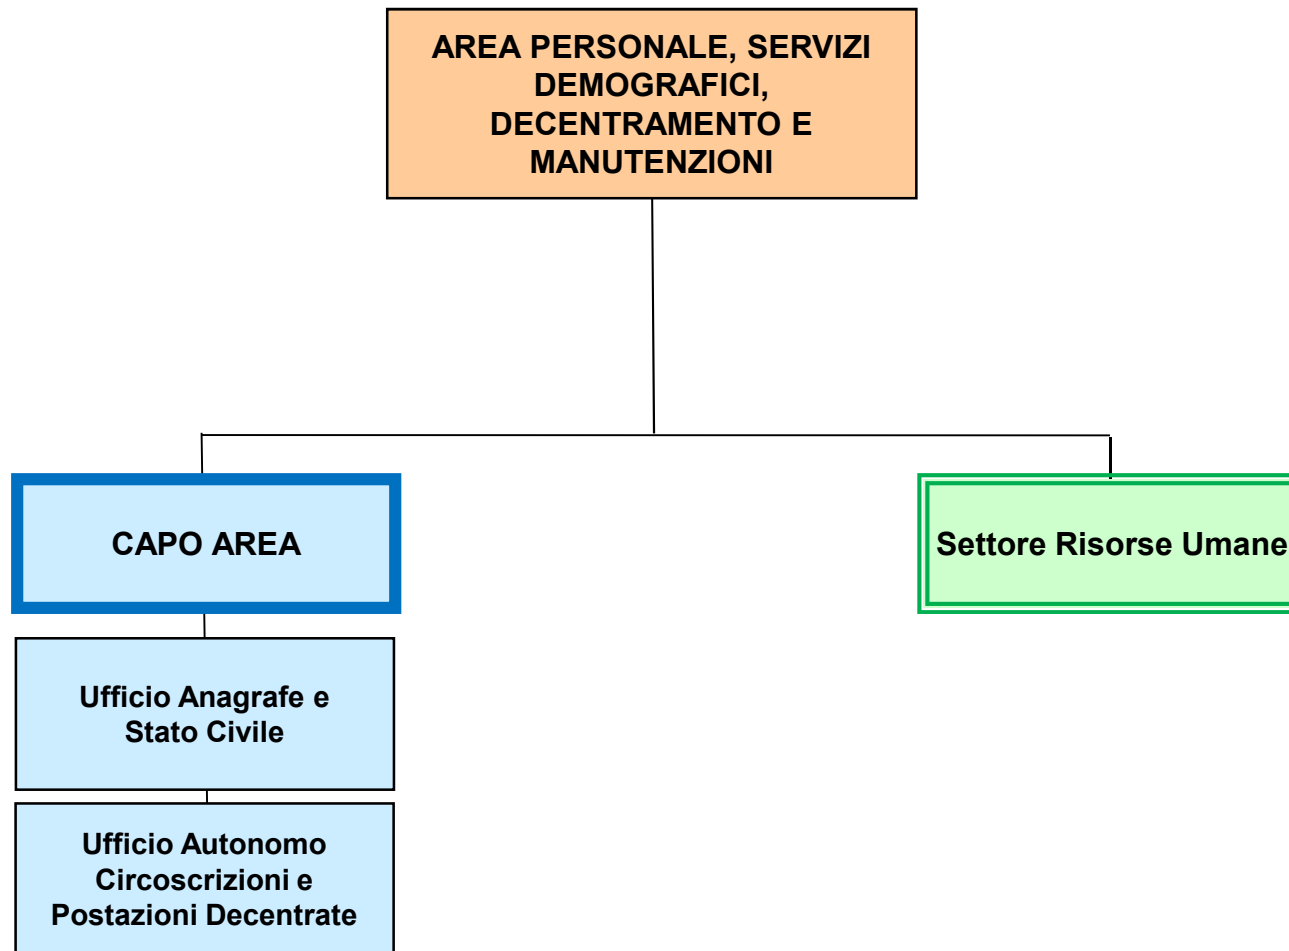 AREA PERSONALE, SERVIZI
DEMOGRAFICI,
DECENTRAMENTO E
MANUTENZIONI
CAPO AREA
Settore Risorse Umane
Ufficio Anagrafe e
Stato Civile
Ufficio Autonomo
Circoscrizioni e
Postazioni Decentrate